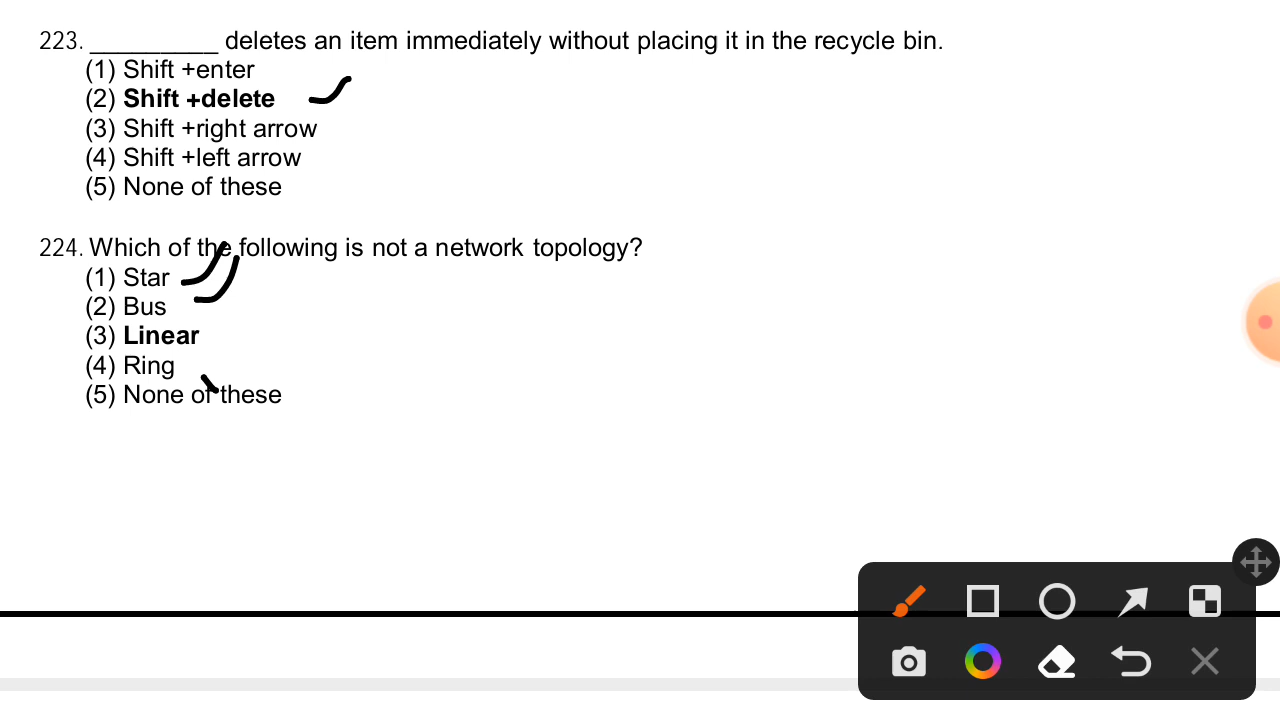 223. _________ deletes an item immediately without placing it in the recycle bin.
(1) Shift +enter
(2) Shift +delete
(3) Shift +right arrow
(4) Shift +left arrow
(5) None of these
224. Which of the following is not a network topology?
(1) Star
(2) Bus
(3) Linear
(4) Ring
(5) None of these